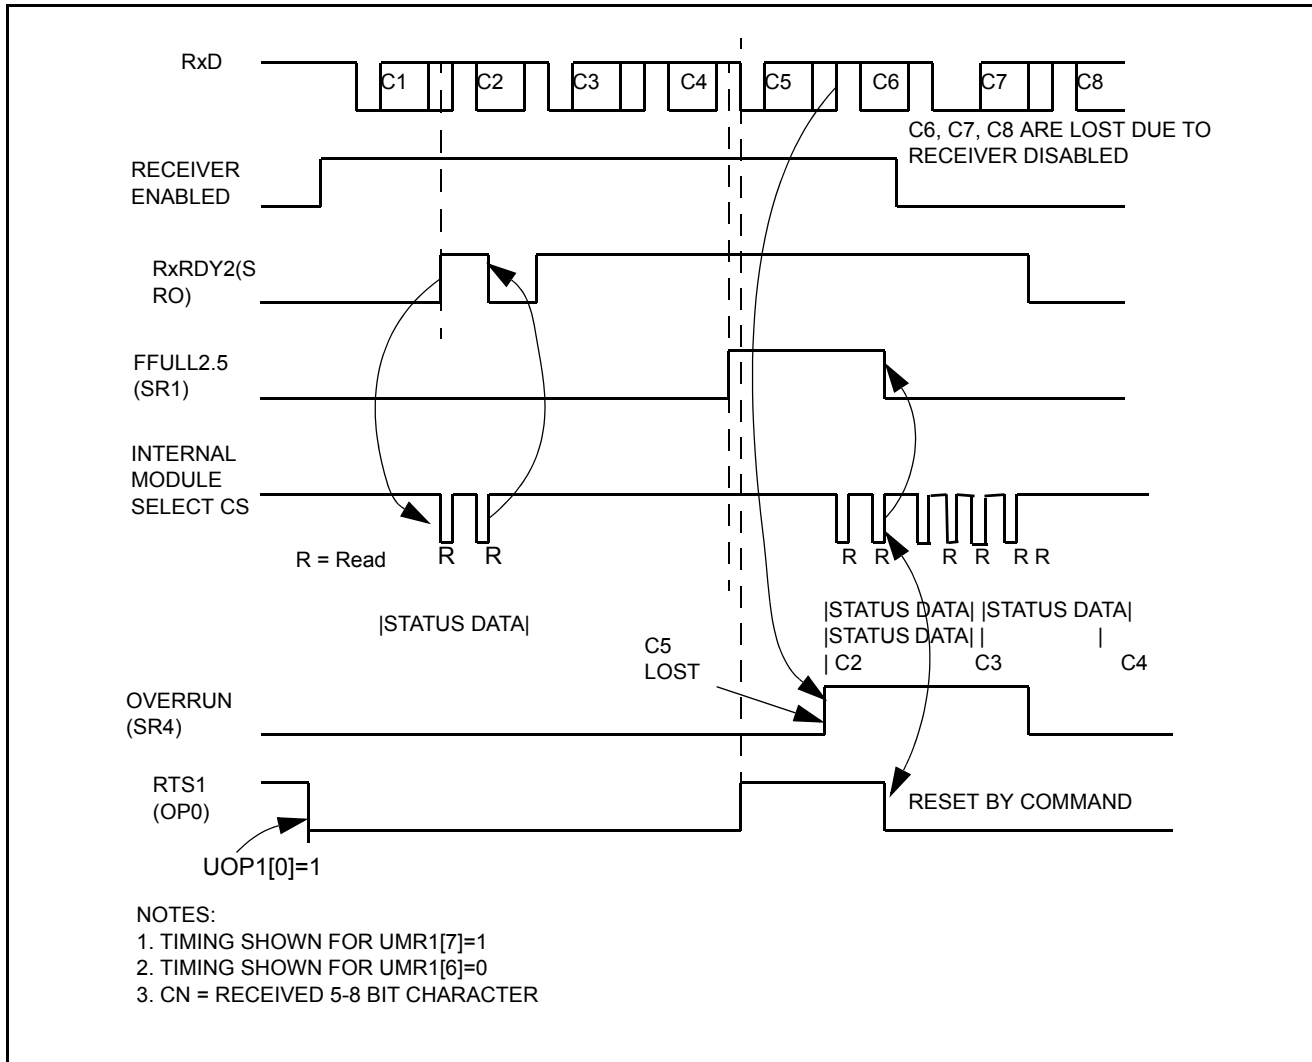 RxD
C1 C2 C3 C4 C5 C6 C7 C8
C6, C7, C8 ARE LOST DUE TO
RECEIVER DISABLED
RECEIVER
ENABLED
RxRDY2(S
RO)
FFULL2.5
(SR1)
INTERNAL
MODULE
SELECT CS
R = Read
R R R R R R R R
|STATUS DATA|
|STATUS DATA| |STATUS DATA|
|STATUS DATA| | |
| C2 C3 C4
C5
LOST
OVERRUN
(SR4)
RTS1
(OP0)
RESET BY COMMAND
UOP1[0]=1
NOTES:
1. TIMING SHOWN FOR UMR1[7]=1
2. TIMING SHOWN FOR UMR1[6]=0
3. CN = RECEIVED 5-8 BIT CHARACTER